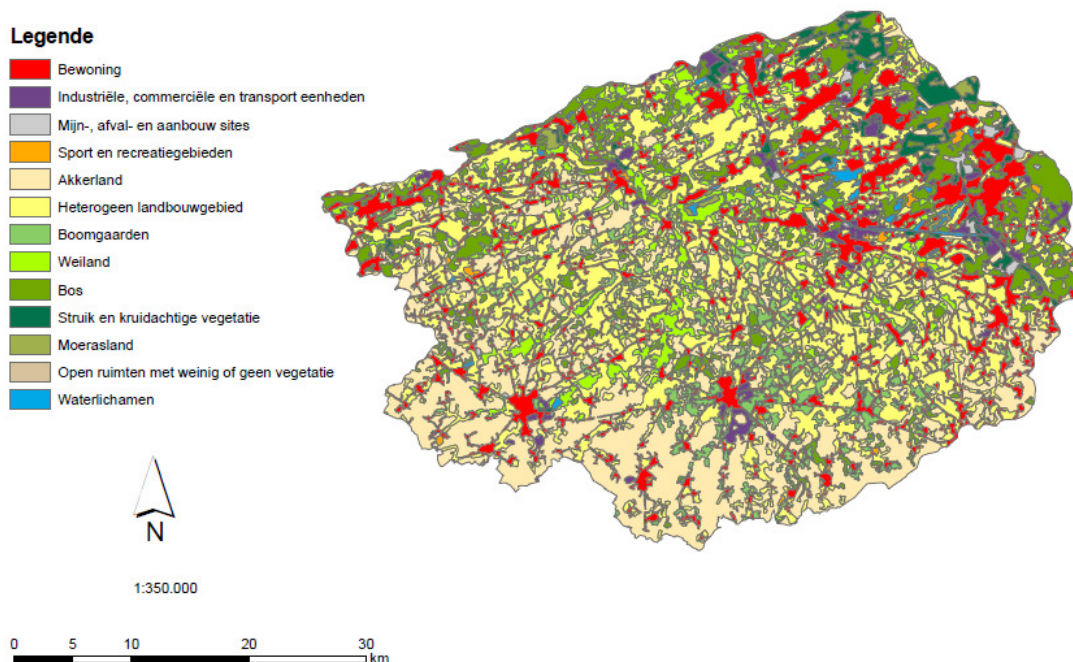 Legende
Bewoning
Industriële, commerciële en transport eenheden
Mijn-, afval- en aanbouw sites
Sport en recreatiegebieden
Akkerland
Heterogeen landbouwgebied
Boomgaarden
Weiland
Bos
Struik en kruidachtige vegetatie
Moerasland
Open ruimten met weinig of geen vegetatie
Waterlichamen
N
1:350.000
0 5 10 20 30
km